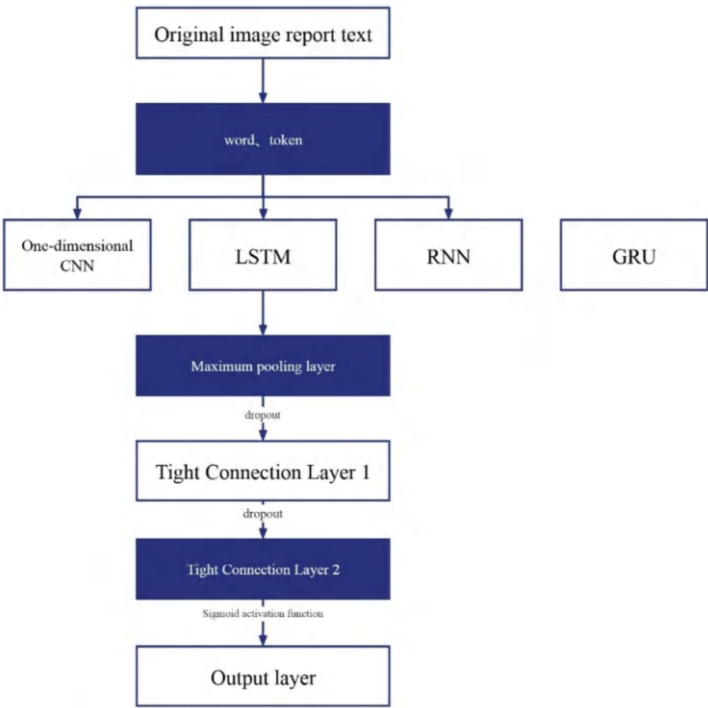 Original image report text
word、token
One-dimensional
CNN
LSTM
RNN
GRU
Maximum pooling layer
dropout
Tight Connection Layer 1
dropout
Tight Connection Layer 2
Sigmoid activation function
Output layer